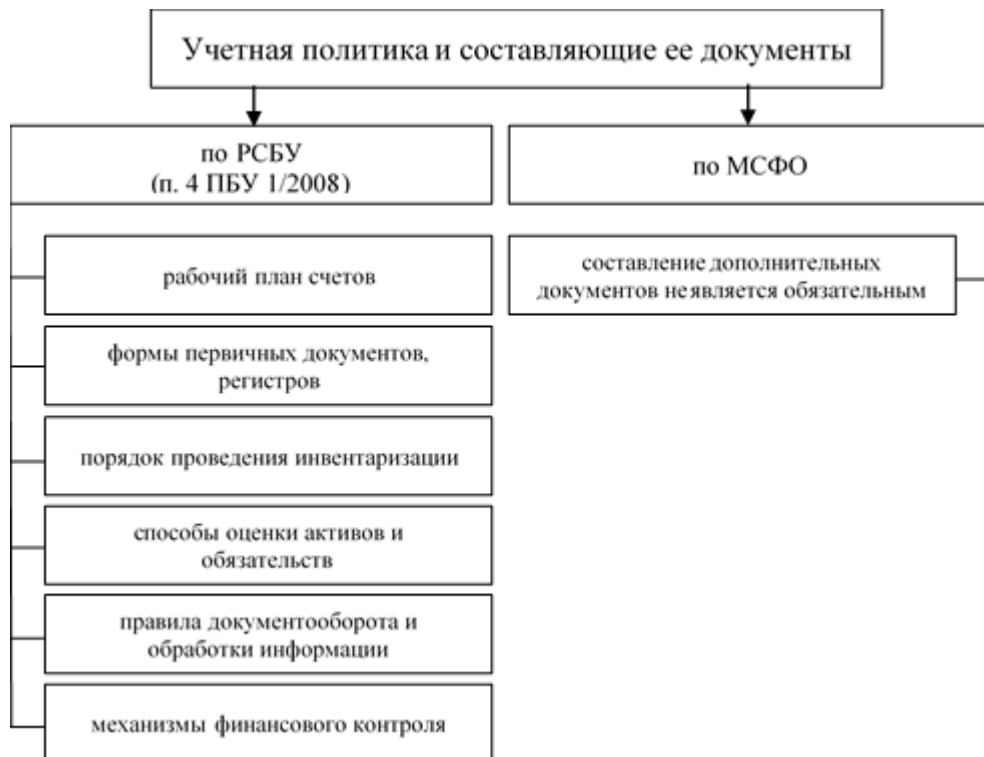 Учетная политика и составляющие ее документы
по РСБУ
(п. 4 ПБУ 1/2008)
по МСФО
рабочий план счетов
составление дополнительных
документов не является обязательным
формы первичных документов,
регистров
порядок проведения инвентаризации
способы оценки активов и
обязательств
правила документооборота и
обработки информации
механизмы финансового контроля